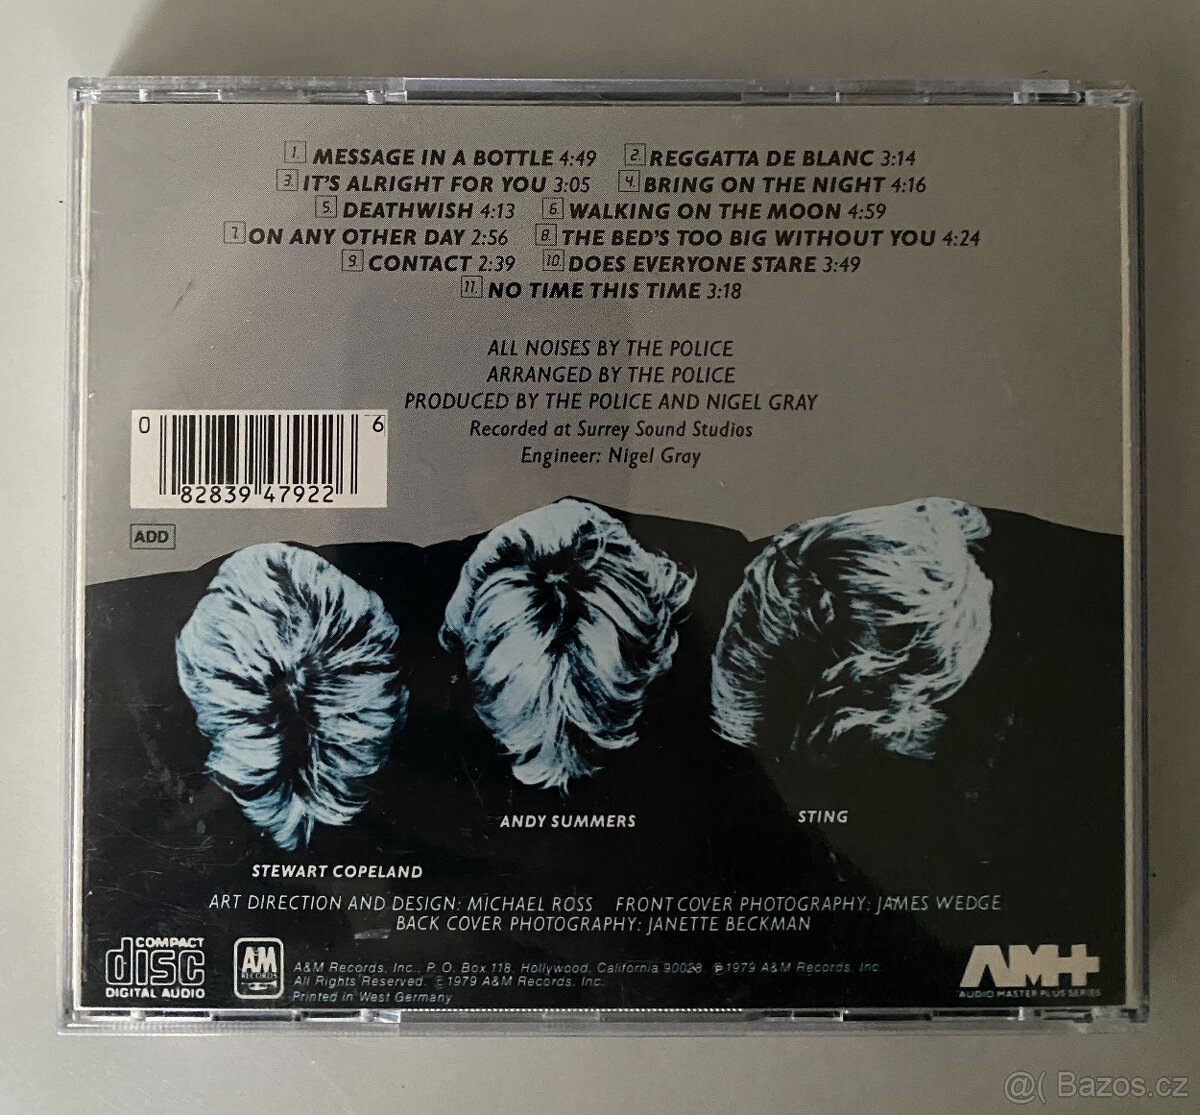 1. MESSAGE IN A BOTTLE 4:49 2. REGGATTA DE BLANC 3:14
3. IT'S ALRIGHT FOR YOU 3:05 4. BRING ON THE NIGHT 4:16
5. DEATHWISH 4:13 6. WALKING ON THE MOON 4:59
7. ON ANY OTHER DAY 2:56 8. THE BED'S TOO BIG WITHOUT YOU 4:24
9. CONTACT 2:39 10. DOES EVERYONE STARE 3:49
11. NO TIME THIS TIME 3:18
ALL NOISES BY THE POLICE
ARRANGED BY THE POLICE
PRODUCED BY THE POLICE AND NIGEL GRAY
Recorded at Surrey Sound Studios
Engineer: Nigel Gray
0 6
82839 47922
ADD
ANDY SUMMERS
STING
STEWART COPELAND
ART DIRECTION AND DESIGN: MICHAEL ROSS FRONT COVER PHOTOGRAPHY: JAMES WEDGE
BACK COVER PHOTOGRAPHY: JANETTE BECKMAN
COMPACT
disc
DIGITAL AUDIO
A&M
RECORDS
A&M Records, Inc., P. O. Box 118, Hollywood, California 90028. ℗1979 A&M Records, Inc.
All Rights Reserved. ©1979 A&M Records, Inc.
Printed in West Germany
AM+
AUDIO MASTER PLUS SERIES
@( Bazos.cz